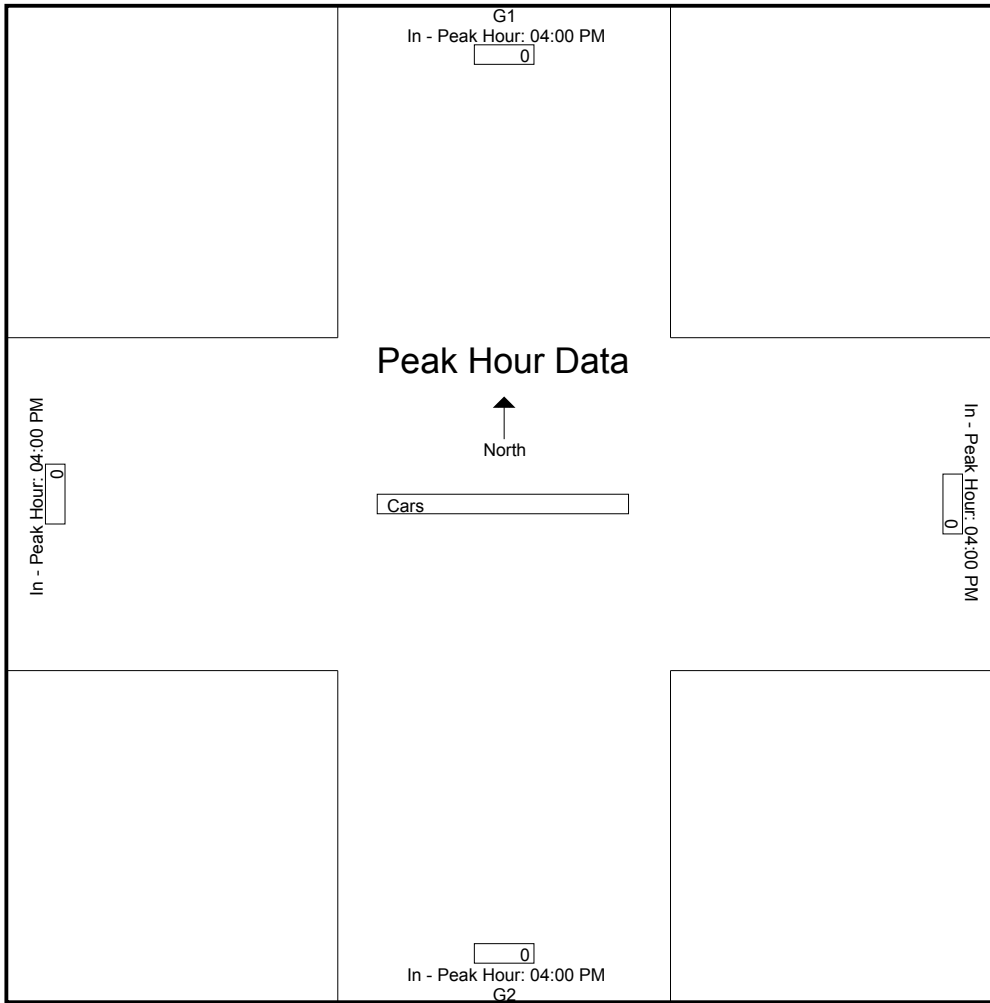 G1
In - Peak Hour: 04:00 PM
0
Peak Hour Data
North
In - Peak Hour: 04:00 PM
0
Cars
0
In - Peak Hour: 04:00 PM
0
In - Peak Hour: 04:00 PM
G2